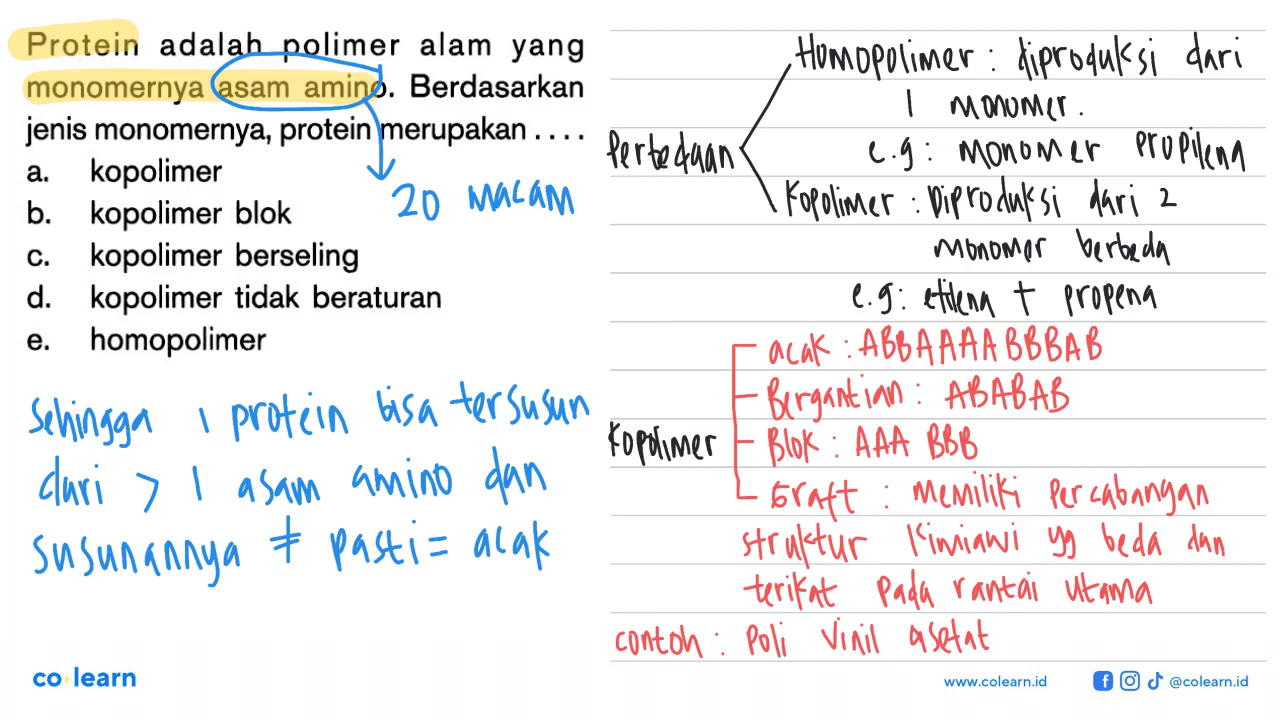 Protein adalah polimer alam yang
monomernya asam amino. Berdasarkan
jenis monomernya, protein merupakan ....
a. kopolimer
b. kopolimer blok
c. kopolimer berseling
d. kopolimer tidak beraturan
e. homopolimer
20 macam
sehingga 1 protein bisa tersusun
dari > 1 asam amino dan
susunannya ≠ pasti = acak
Perbedaan
Homopolimer : diproduksi dari
1 monomer.
e.g : monomer propilena
Kopolimer : Diproduksi dari 2
monomer berbeda
e.g : etilena + propena
Kopolimer
acak : ABBAAAABBBAB
Bergantian : ABABAB
Blok : AAA BBB
Graft : memiliki percabangan
struktur kimiawi yg beda dan
terikat pada rantai utama
contoh : Poli vinil asetat
co learn
www.colearn.id
@colearn.id